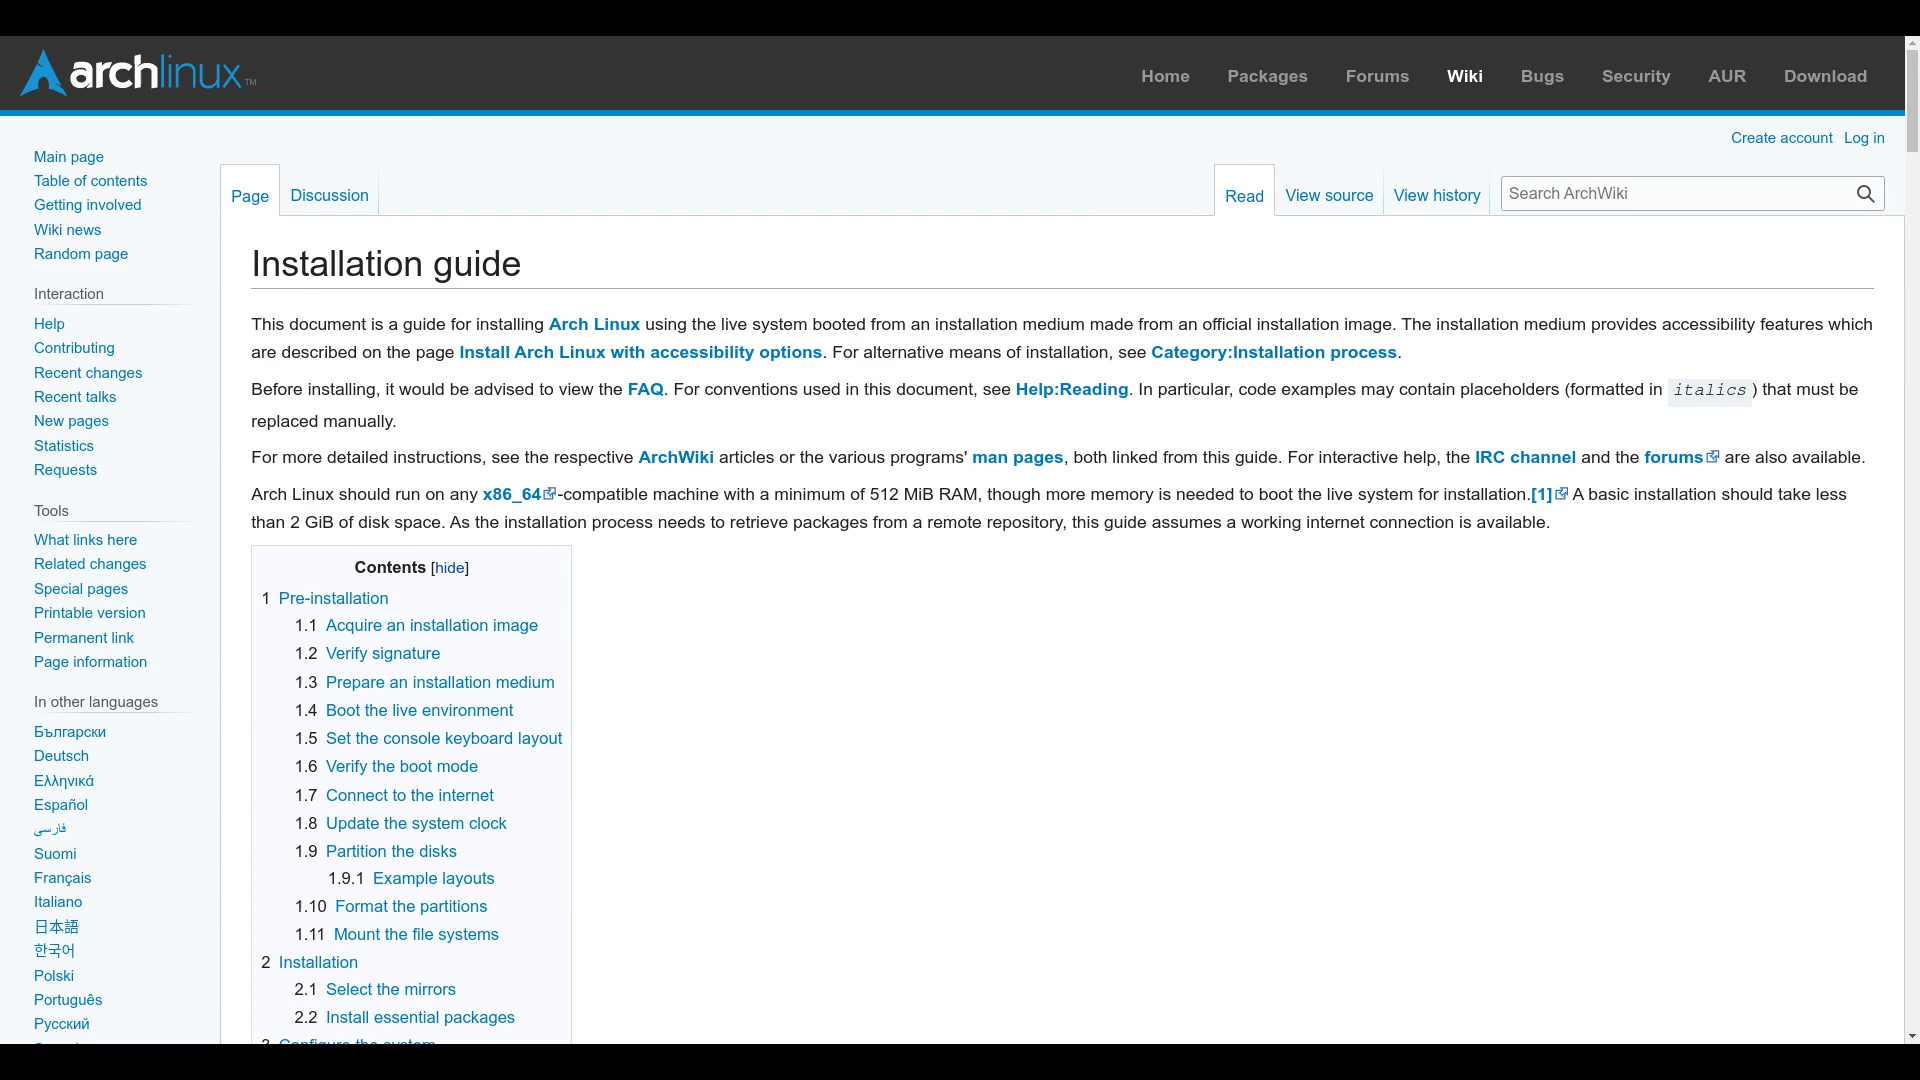 archlinux™
Home Packages Forums Wiki Bugs Security AUR Download
Create account Log in
Main page
Table of contents
Getting involved
Wiki news
Random page
Interaction
Help
Contributing
Recent changes
Recent talks
New pages
Statistics
Requests
Tools
What links here
Related changes
Special pages
Printable version
Permanent link
Page information
In other languages
Български
Deutsch
Ελληνικά
Español
فارسی
Suomi
Français
Italiano
日本語
한국어
Polski
Português
Русский
Page Discussion Read View source View history Search ArchWiki
Installation guide
This document is a guide for installing Arch Linux using the live system booted from an installation medium made from an official installation image. The installation medium provides accessibility features which
are described on the page Install Arch Linux with accessibility options. For alternative means of installation, see Category:Installation process.
Before installing, it would be advised to view the FAQ. For conventions used in this document, see Help:Reading. In particular, code examples may contain placeholders (formatted in italics) that must be
replaced manually.
For more detailed instructions, see the respective ArchWiki articles or the various programs' man pages, both linked from this guide. For interactive help, the IRC channel and the forums are also available.
Arch Linux should run on any x86_64-compatible machine with a minimum of 512 MiB RAM, though more memory is needed to boot the live system for installation.[1] A basic installation should take less
than 2 GiB of disk space. As the installation process needs to retrieve packages from a remote repository, this guide assumes a working internet connection is available.
Contents [hide]
1 Pre-installation
1.1 Acquire an installation image
1.2 Verify signature
1.3 Prepare an installation medium
1.4 Boot the live environment
1.5 Set the console keyboard layout
1.6 Verify the boot mode
1.7 Connect to the internet
1.8 Update the system clock
1.9 Partition the disks
1.9.1 Example layouts
1.10 Format the partitions
1.11 Mount the file systems
2 Installation
2.1 Select the mirrors
2.2 Install essential packages
3 Configure the system